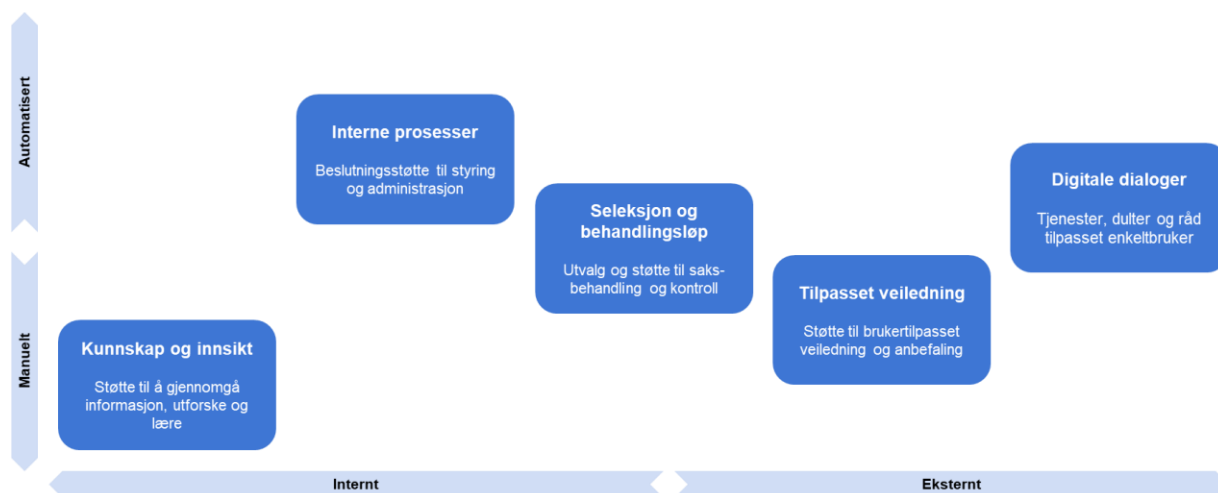 Automatisert
Manuelt
Kunnskap og innsikt
Støtte til å gjennomgå
informasjon, utforske og
lære
Interne prosesser
Beslutningsstøtte til styring
og administrasjon
Seleksjon og
behandlingsløp
Utvalg og støtte til saks-
behandling og kontroll
Tilpasset veiledning
Støtte til brukertilpasset
veiledning og anbefaling
Digitale dialoger
Tjenester, dulter og råd
tilpasset enkeltbruker
Internt
Eksternt